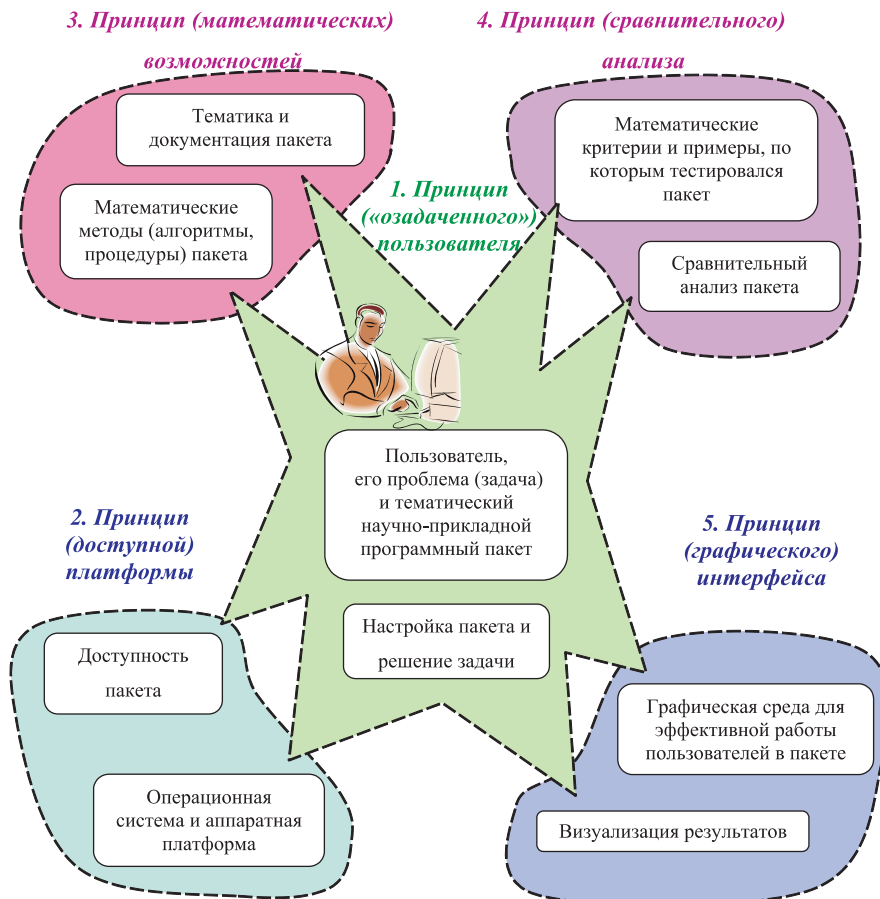 3. Принцип (математических)
возможностей
4. Принцип (сравнительного)
анализа
Тематика и
документация пакета
Математические
методы (алгоритмы,
процедуры) пакета
1. Принцип
(«озадаченного»)
пользователя
Математические
критерии и примеры, по
которым тестировался
пакет
Сравнительный
анализ пакета
Пользователь,
его проблема (задача)
и тематический
научно-прикладной
программный пакет
Настройка пакета и
решение задачи
2. Принцип
(доступной)
платформы
Доступность
пакета
Операционная
система и аппаратная
платформа
5. Принцип
(графического)
интерфейса
Графическая среда для
эффективной работы
пользователей в пакете
Визуализация результатов